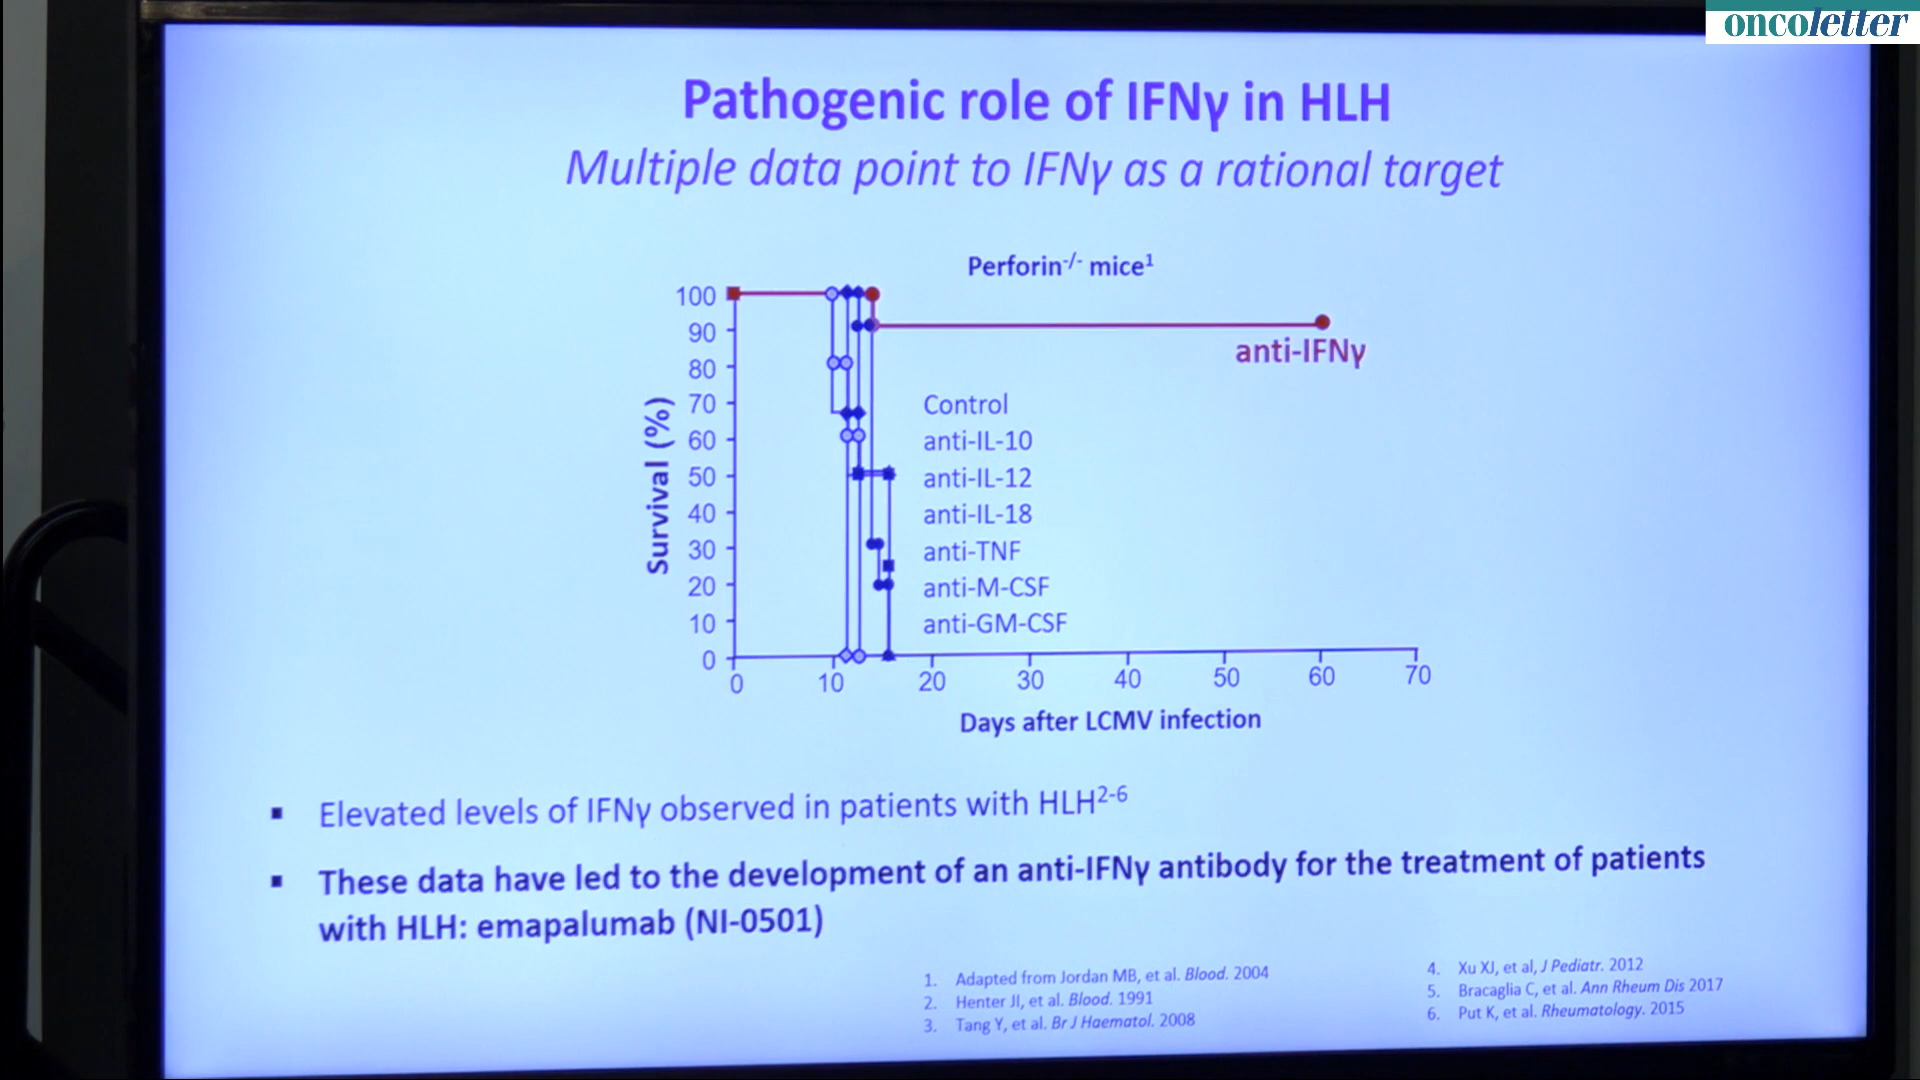 oncoletter
Pathogenic role of IFNγ in HLH
Multiple data point to IFNγ as a rational target
Perforin-/- mice1
100
90
80
70
60
50
40
30
20
10
0
Survival (%)
anti-IFNγ
Control
anti-IL-10
anti-IL-12
anti-IL-18
anti-TNF
anti-M-CSF
anti-GM-CSF
0 10 20 30 40 50 60 70
Days after LCMV infection
▪ Elevated levels of IFNγ observed in patients with HLH2-6
▪ These data have led to the development of an anti-IFNγ antibody for the treatment of patients
with HLH: emapalumab (NI-0501)
1. Adapted from Jordan MB, et al. Blood. 2004
2. Henter JI, et al. Blood. 1991
3. Tang Y, et al. Br J Haematol. 2008
4. Xu XJ, et al, J Pediatr. 2012
5. Bracaglia C, et al. Ann Rheum Dis 2017
6. Put K, et al. Rheumatology. 2015